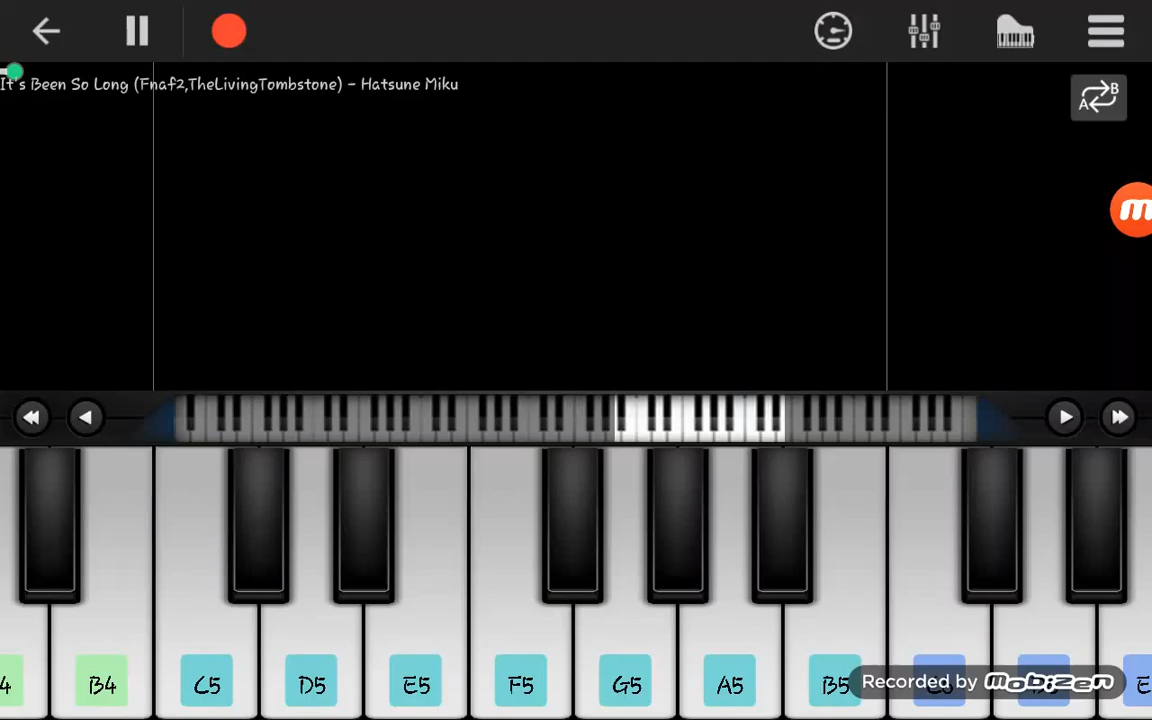 It's Been So Long (Fnaf2,TheLivingTombstone) - Hatsune Miku
A B
m
4 B4 C5 D5 E5 F5 G5 A5 B5 E
Recorded by mobizen